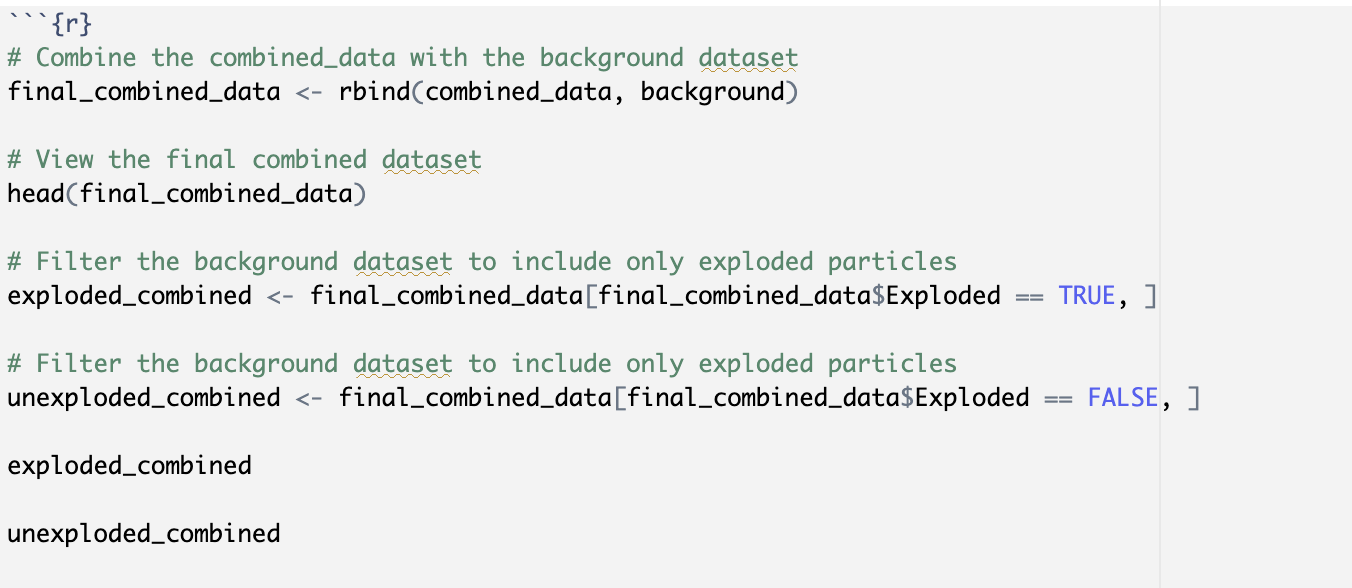 ```{r}
# Combine the combined_data with the background dataset
final_combined_data <- rbind(combined_data, background)
# View the final combined dataset
head(final_combined_data)
# Filter the background dataset to include only exploded particles
exploded_combined <- final_combined_data[final_combined_data$Exploded == TRUE, ]
# Filter the background dataset to include only exploded particles
unexploded_combined <- final_combined_data[final_combined_data$Exploded == FALSE, ]
exploded_combined
unexploded_combined